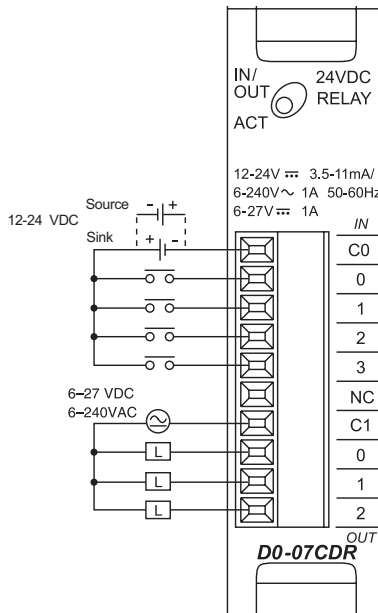 IN/
OUT
24VDC
RELAY
ACT
12-24V ⎓ 3.5-11mA/
6-240V ~ 1A 50-60Hz
6-27V ⎓ 1A
Source
- +
12-24 VDC
Sink
+ -
IN
C0
0
1
2
3
NC
6–27 VDC
6–240VAC
C1
L 0
L 1
L 2
OUT
D0-07CDR